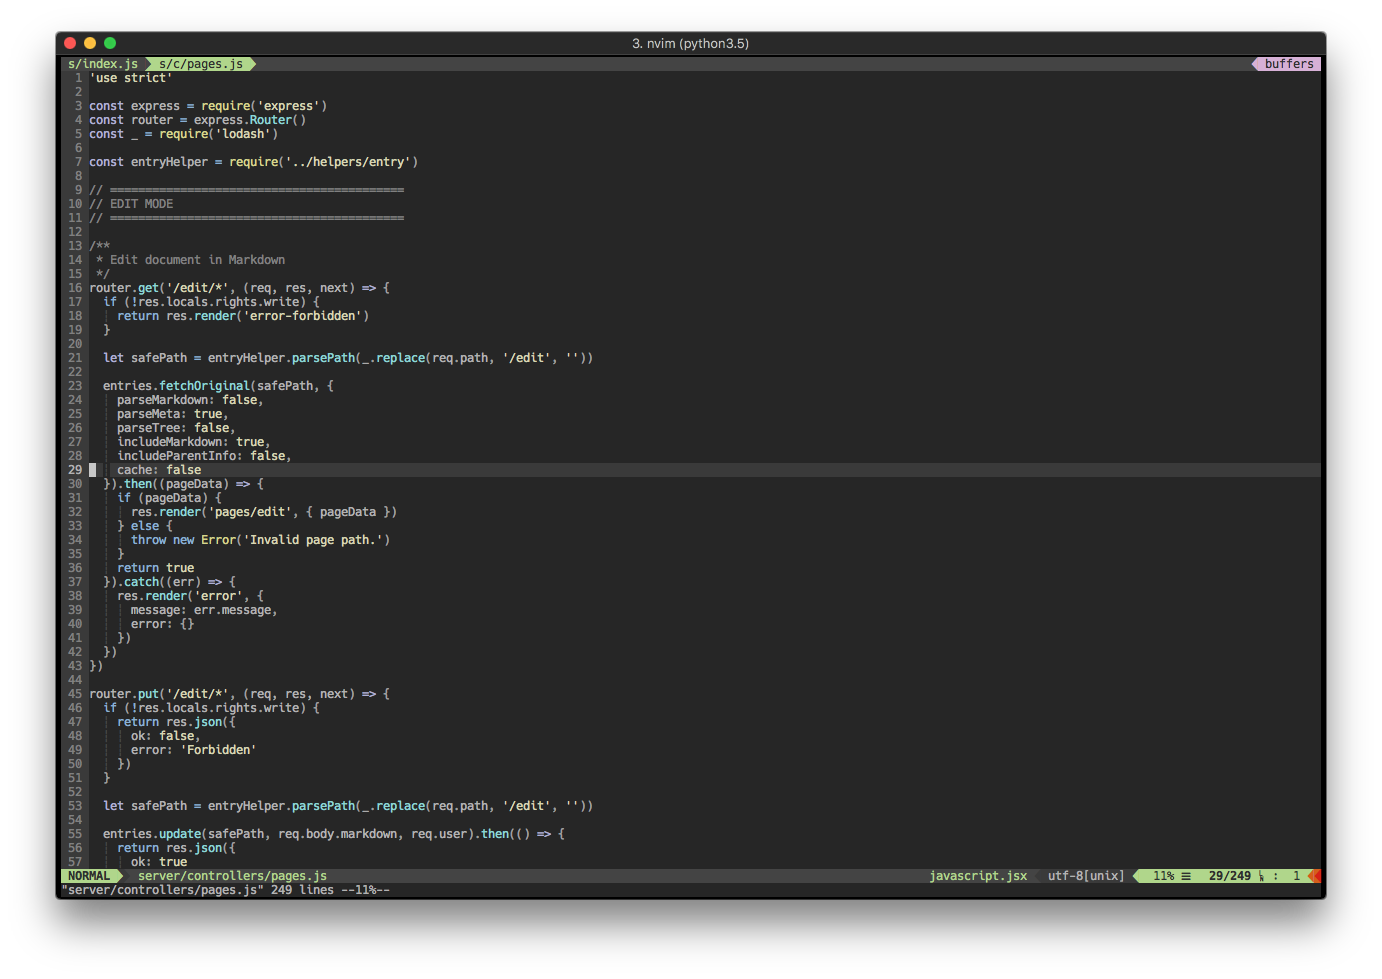 3. nvim (python3.5)
s/index.js s/c/pages.js buffers
1 'use strict'
2
3 const express = require('express')
4 const router = express.Router()
5 const _ = require('lodash')
6
7 const entryHelper = require('../helpers/entry')
8
9 // ==========================================
10 // EDIT MODE
11 // ==========================================
12
13 /**
14  * Edit document in Markdown
15  */
16 router.get('/edit/*', (req, res, next) => {
17   if (!res.locals.rights.write) {
18     return res.render('error-forbidden')
19   }
20
21   let safePath = entryHelper.parsePath(_.replace(req.path, '/edit', ''))
22
23   entries.fetchOriginal(safePath, {
24     parseMarkdown: false,
25     parseMeta: true,
26     parseTree: false,
27     includeMarkdown: true,
28     includeParentInfo: false,
29     cache: false
30   }).then((pageData) => {
31     if (pageData) {
32       res.render('pages/edit', { pageData })
33     } else {
34       throw new Error('Invalid page path.')
35     }
36     return true
37   }).catch((err) => {
38     res.render('error', {
39       message: err.message,
40       error: {}
41     })
42   })
43 })
44
45 router.put('/edit/*', (req, res, next) => {
46   if (!res.locals.rights.write) {
47     return res.json({
48       ok: false,
49       error: 'Forbidden'
50     })
51   }
52
53   let safePath = entryHelper.parsePath(_.replace(req.path, '/edit', ''))
54
55   entries.update(safePath, req.body.markdown, req.user).then(() => {
56     return res.json({
57       ok: true
NORMAL server/controllers/pages.js javascript.jsx utf-8[unix] 11% ☰ 29/249 ␤ : 1
"server/controllers/pages.js" 249 lines --11%--